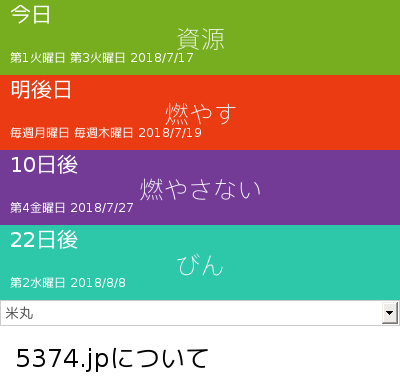 今日
資源
第1火曜日 第3火曜日 2018/7/17
明後日
燃やす
毎週月曜日 毎週木曜日 2018/7/19
10日後
燃やさない
第4金曜日 2018/7/27
22日後
びん
第2水曜日 2018/8/8
米丸
5374.jpについて